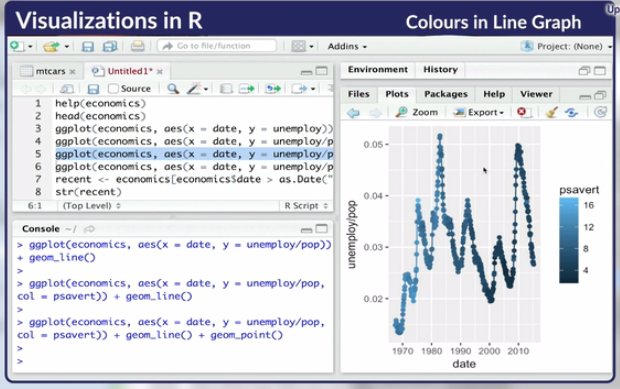 Up
Visualizations in R
Colours in Line Graph
Go to file/function
Addins
Project: (None)
mtcars
Untitled1*
Source
1 help(economics)
2 head(economics)
3 ggplot(economics, aes(x = date, y = unemploy))
4 ggplot(economics, aes(x = date, y = unemploy/p
5 ggplot(economics, aes(x = date, y = unemploy/p
6 ggplot(economics, aes(x = date, y = unemploy/p
7 recent <- economics[economics$date > as.Date("
8 str(recent)
6:1 (Top Level) R Script
Console ~/
> ggplot(economics, aes(x = date, y = unemploy/pop))
+ geom_line()
>
> ggplot(economics, aes(x = date, y = unemploy/pop,
col = psavert)) + geom_line()
>
> ggplot(economics, aes(x = date, y = unemploy/pop,
col = psavert)) + geom_line() + geom_point()
>
>
Environment History
Files Plots Packages Help Viewer
Zoom Export
0.05
0.04
0.03
0.02
unemploy/pop
1970 1980 1990 2000 2010
date
psavert
16
12
8
4